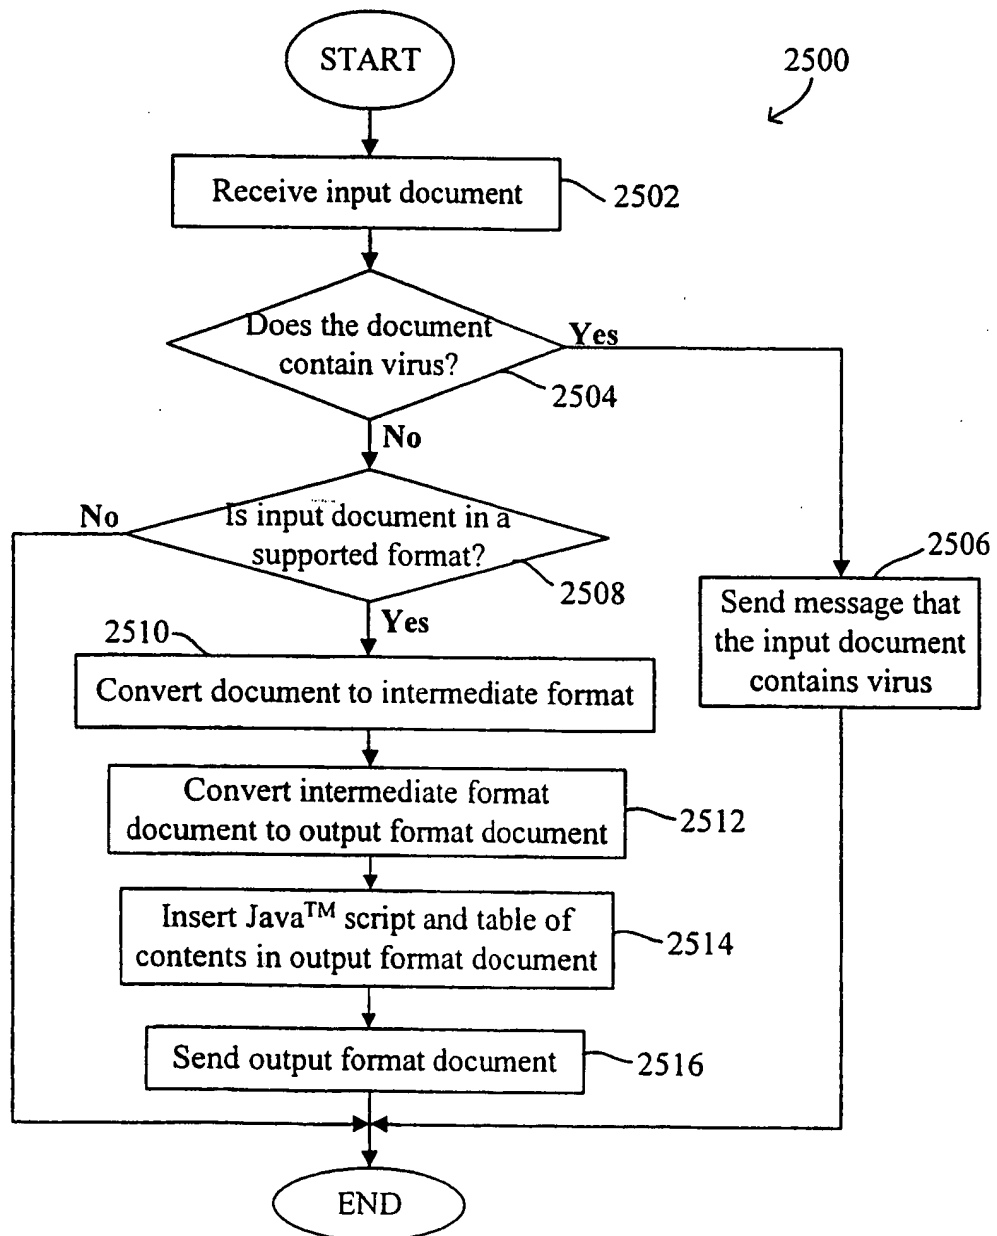 START
2500
Receive input document
2502
Does the document
contain virus?
Yes
2504
No
No
Is input document in a
supported format?
2508
2506
Yes
Send message that
the input document
contains virus
2510
Convert document to intermediate format
Convert intermediate format
document to output format document
2512
Insert Java™ script and table of
contents in output format document
2514
Send output format document
2516
END